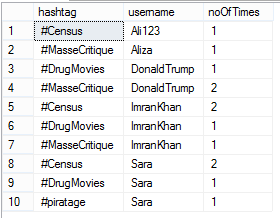 hashtag username noOfTimes
1 #Census Ali123 1
2 #MasseCritique Aliza 1
3 #DrugMovies DonaldTrump 1
4 #MasseCritique DonaldTrump 2
5 #Census ImranKhan 2
6 #DrugMovies ImranKhan 1
7 #MasseCritique ImranKhan 1
8 #Census Sara 2
9 #DrugMovies Sara 1
10 #piratage Sara 1